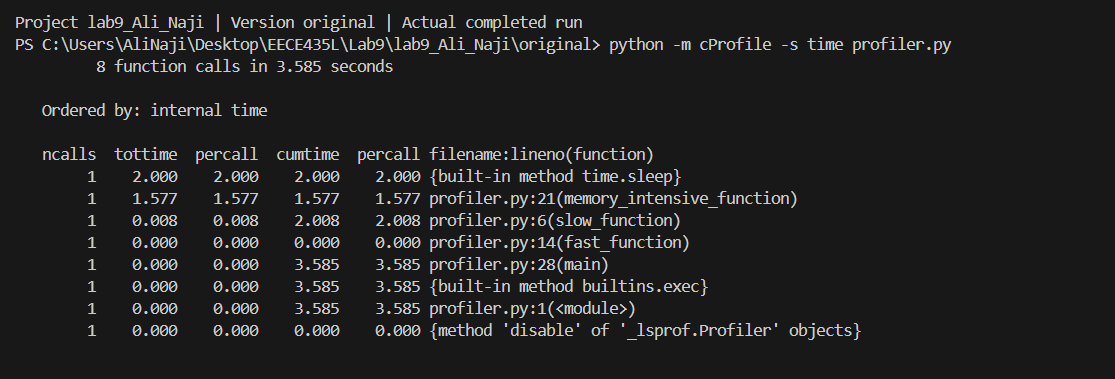 Project lab9_Ali_Naji | Version original | Actual completed run
PS C:\Users\AliNaji\Desktop\EECE435L\Lab9\lab9_Ali_Naji\original> python -m cProfile -s time profiler.py
8 function calls in 3.585 seconds
Ordered by: internal time
ncalls tottime percall cumtime percall filename:lineno(function)
1 2.000 2.000 2.000 2.000 {built-in method time.sleep}
1 1.577 1.577 1.577 1.577 profiler.py:21(memory_intensive_function)
1 0.008 0.008 2.008 2.008 profiler.py:6(slow_function)
1 0.000 0.000 0.000 0.000 profiler.py:14(fast_function)
1 0.000 0.000 3.585 3.585 profiler.py:28(main)
1 0.000 0.000 3.585 3.585 {built-in method builtins.exec}
1 0.000 0.000 3.585 3.585 profiler.py:1(<module>)
1 0.000 0.000 0.000 0.000 {method 'disable' of '_lsprof.Profiler' objects}